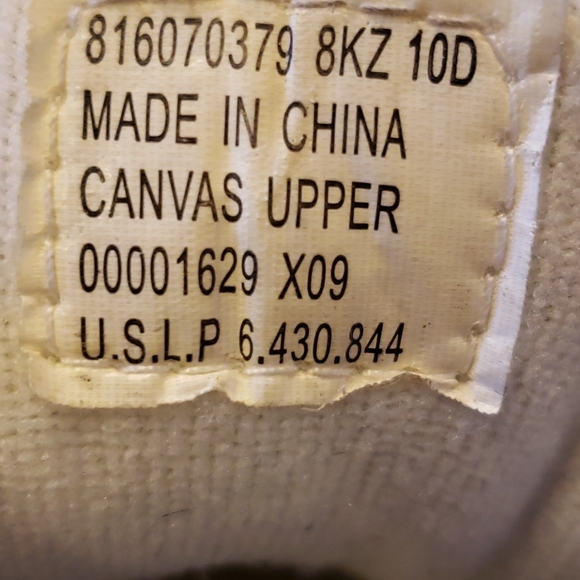 816070379 8KZ 10D
MADE IN CHINA
CANVAS UPPER
00001629 X09
U.S.L.P 6.430.844